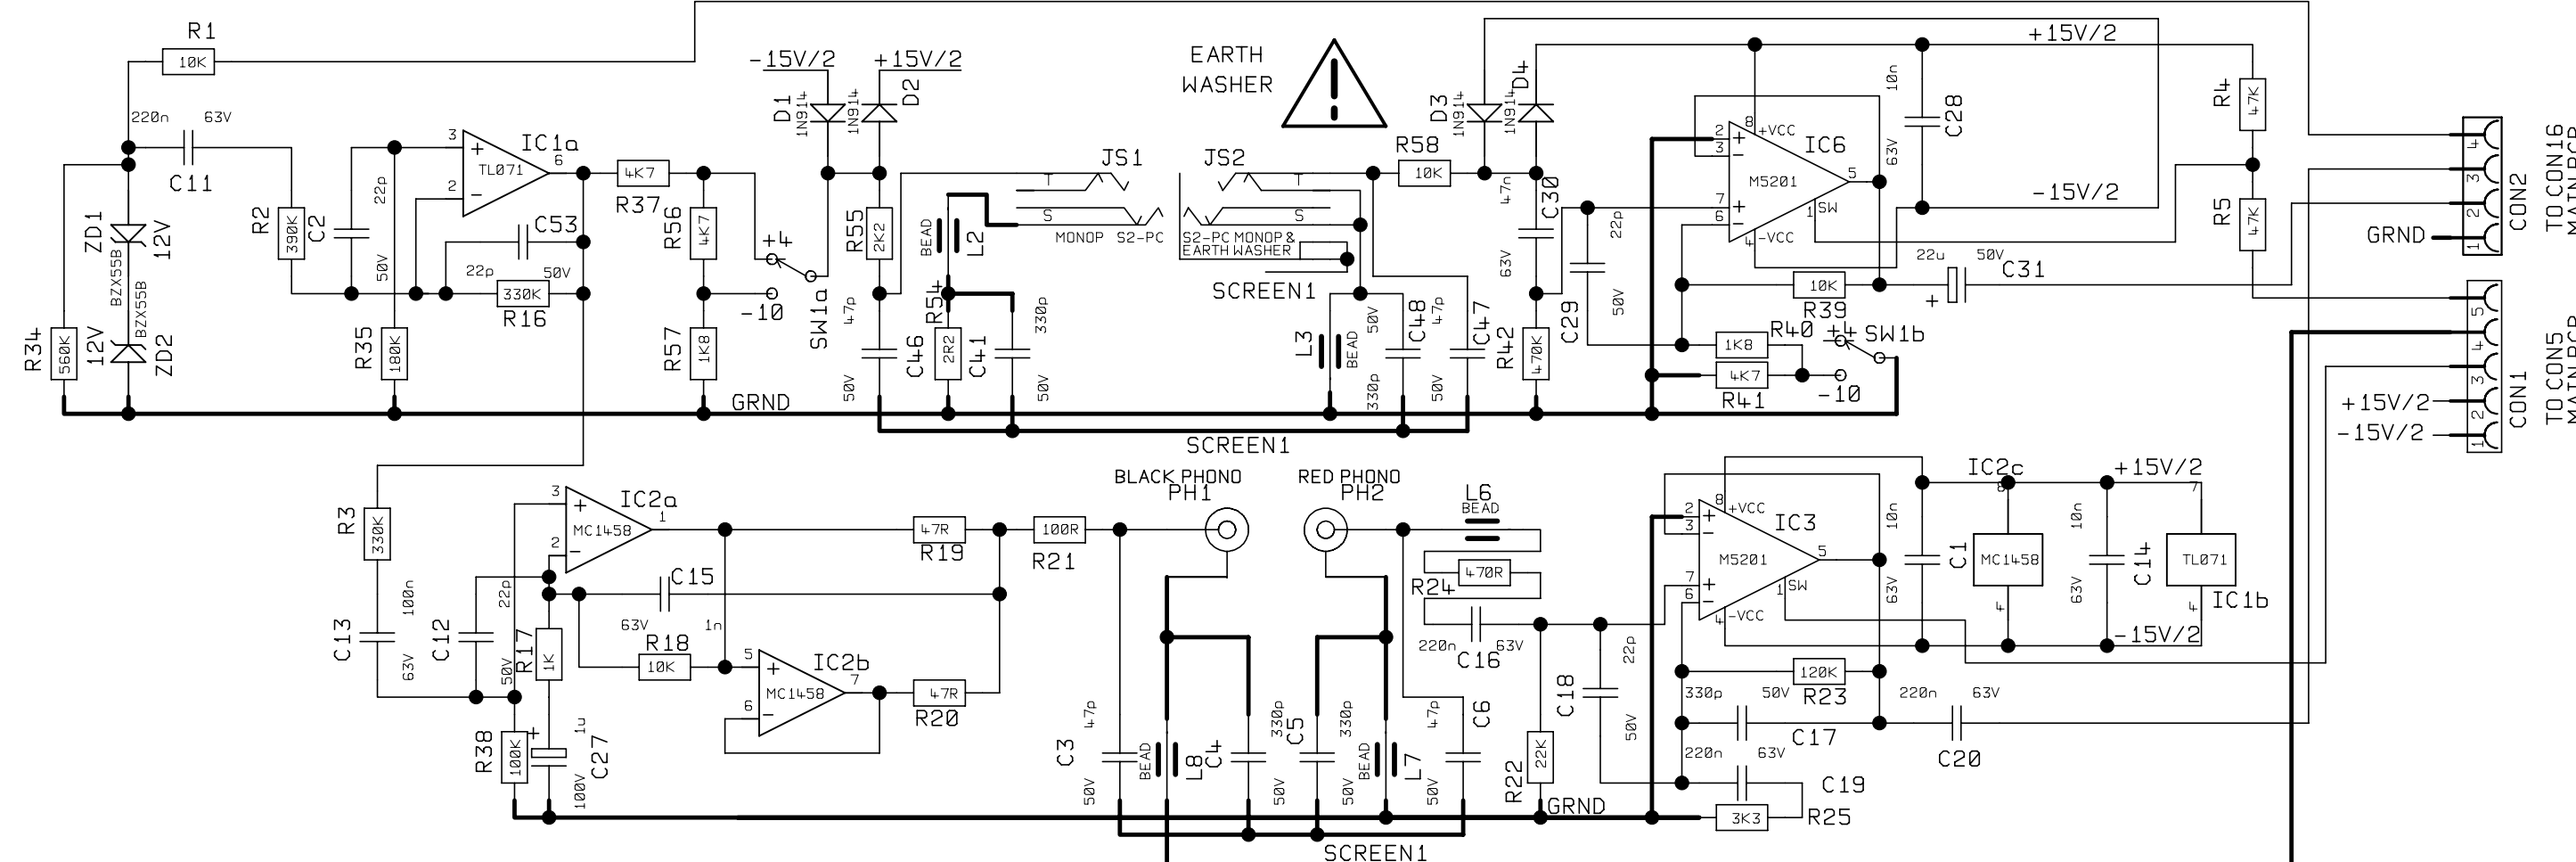 R1
10K
220n 63V
C11
ZD1
12V
BZX55B
BZX55B
R34
560K
12V
ZD2
R2
390K
C2
22p
50V
3
2
IC1a
TL071
6
C53
22p 50V
330K
R16
R35
180K
4K7
R37
R56
4K7
R57
1K8
GRND
-15V/2 +15V/2
D1
1N914
1N914
D2
+4
-10
SW1a
R55
2K2
47p
50V
C46
BEAD
L2
R54
2R2
C41
330p
50V
JS1
T
S
MONOP S2-PC
EARTH
WASHER
JS2
T
S
S2-PC MONOP &
EARTH WASHER
SCREEN1
L3
BEAD
50V
330p
C48
47p
50V
C47
SCREEN1
R58
10K
D3
1N914
1N914
D4
47n
C30
63V
R42
470K
22p
C29
50V
2
3
7
6
+
-
+
-
8
+VCC
IC6
M5201
5
1
SW
4
-VCC
10K
R39
R40
1K8
4K7
R41
+4
SW1b
-10
22u 50V
C31
+
+15V/2
10n
C28
63V
-15V/2
R4
47K
R5
47K
4
3
2
1
CON2
TO CON16
MAIN PCB
GRND
5
4
3
2
1
CON1
TO CON5
MAIN PCB
+15V/2
-15V/2
R3
330K
C13
100n
63V
C12
22p
50V
3
2
IC2a
MC1458
1
R17
1K
C15
63V 1n
R18
10K
R38
100K
+
1u
C27
100V
5
6
IC2b
MC1458
7
47R
R19
47R
R20
100R
R21
BLACK PHONO
PH1
RED PHONO
PH2
C3
47p
50V
BEAD
L8
C4
330p
50V
C5
330p
50V
BEAD
L7
47p
50V
C6
SCREEN1
L6
BEAD
R24
470R
220n 63V
C16
R22
22K
GRND
C18
22p
50V
2
3
7
6
8
+VCC
IC3
M5201
5
1
SW
4
-VCC
120K
R23
330p 50V
C17
220n 63V
C19
3K3
R25
220n 63V
C20
10n
63V
C1
IC2c
8
MC1458
4
10n
63V
C14
+15V/2
7
TL071
4
IC1b
-15V/2